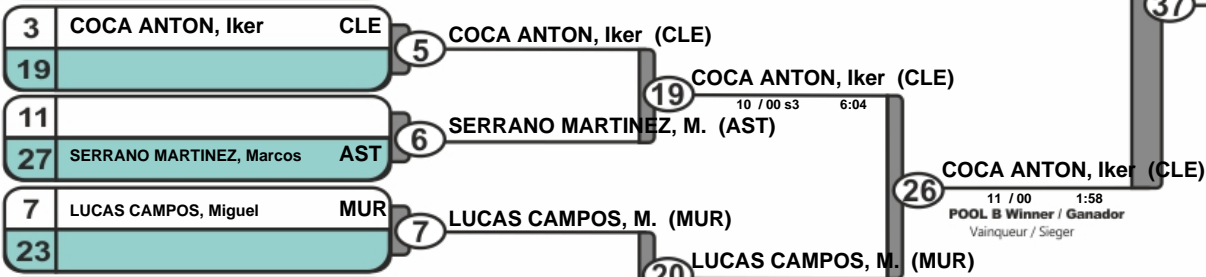 37
3 COCA ANTON, Iker CLE
19
5 COCA ANTON, Iker (CLE)
19 COCA ANTON, Iker (CLE)
10 / 00 s3 6:04
11
27 SERRANO MARTINEZ, Marcos AST
6 SERRANO MARTINEZ, M. (AST)
26 COCA ANTON, Iker (CLE)
11 / 00 1:58
POOL B Winner / Ganador
Vainqueur / Sieger
7 LUCAS CAMPOS, Miguel MUR
23
7 LUCAS CAMPOS, M. (MUR)
20 LUCAS CAMPOS, M. (MUR)